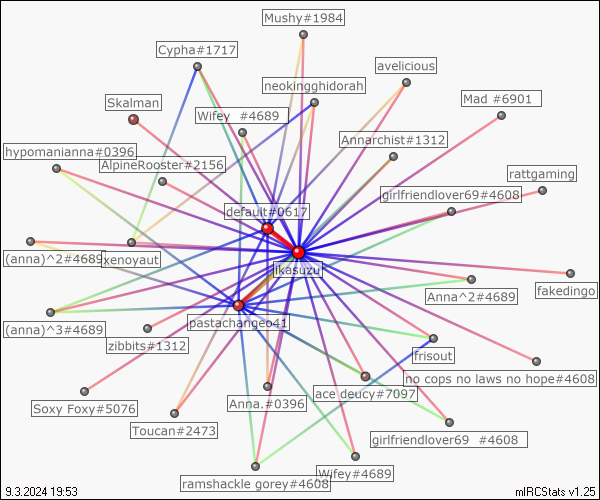 Mushy#1984
Cypha#1717
avelicious
neokingghidorah
Mad #6901
Skalman
Wifey #4689
Annarchist#1312
hypomanianna#0396
AlpineRooster#2156
rattgaming
girlfriendlover69#4608
default#0617
(anna)^2#4689
xenoyaut
jikasuzu
fakedingo
Anna^2#4689
(anna)^3#4689
pastachangeo41
zibbits#1312
frisout
no cops no laws no hope#4608
ace deucy#7097
Soxy Foxy#5076
Anna.#0396
Toucan#2473
girlfriendlover69 #4608
Wifey#4689
ramshackle gorey#4608
9.3.2024 19:53
mIRCStats v1.25